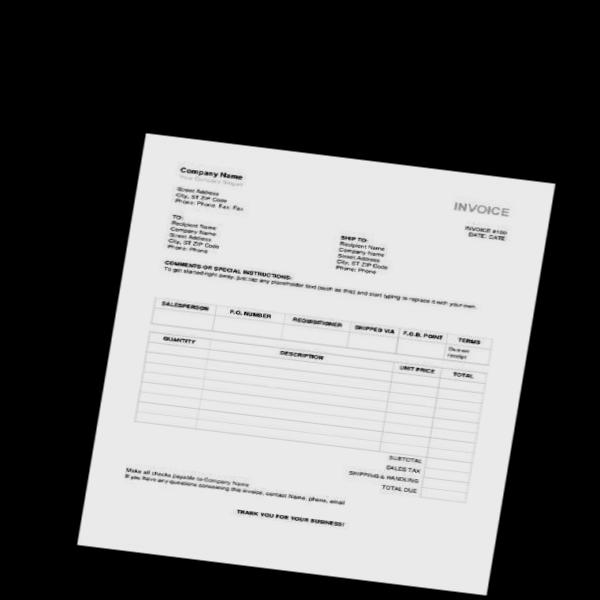 Company Name
Your Company Slogan
Street Address
City, ST ZIP Code
Phone: Phone, Fax: Fax
INVOICE
INVOICE #100
DATE: DATE
TO:
Recipient Name
Company Name
Street Address
City, ST ZIP Code
Phone: Phone
SHIP TO:
Recipient Name
Company Name
Street Address
City, ST ZIP Code
Phone: Phone
COMMENTS OR SPECIAL INSTRUCTIONS:
To get started right away, just tap any placeholder text (such as this) and start typing to replace it with your own.
SALESPERSON P.O. NUMBER REQUISITIONER SHIPPED VIA F.O.B. POINT TERMS
Due on
receipt
QUANTITY DESCRIPTION UNIT PRICE TOTAL
SUBTOTAL
SALES TAX
SHIPPING & HANDLING
TOTAL DUE
Make all checks payable to Company Name
If you have any questions concerning this invoice, contact Name, phone, email
THANK YOU FOR YOUR BUSINESS!